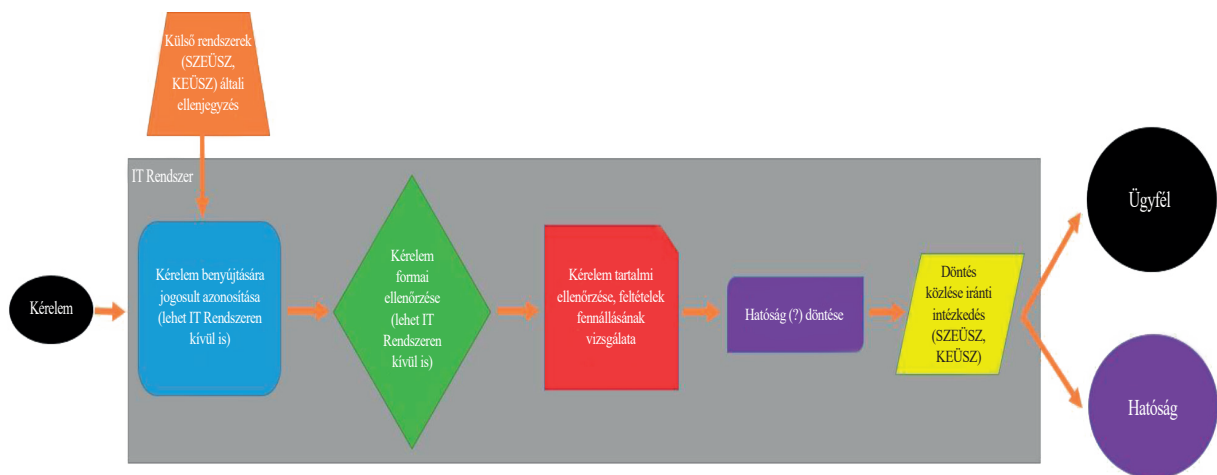 Külső rendszerek
(SZEÜSZ,
KEÜSZ) általi
ellenjegyzés
IT Rendszer
Kérelem
Kérelem benyújtására
jogosult azonosítása
(lehet IT Rendszeren
kívül is)
Kérelem
formai
ellenőrzése
(lehet IT
Rendszeren
kívül is)
Kérelem tartalmi
ellenőrzése, feltételek
fennállásának
vizsgálata
Hatóság (?) döntése
Döntés
közlése iránti
intézkedés
(SZEÜSZ,
KEÜSZ)
Ügyfél
Hatóság